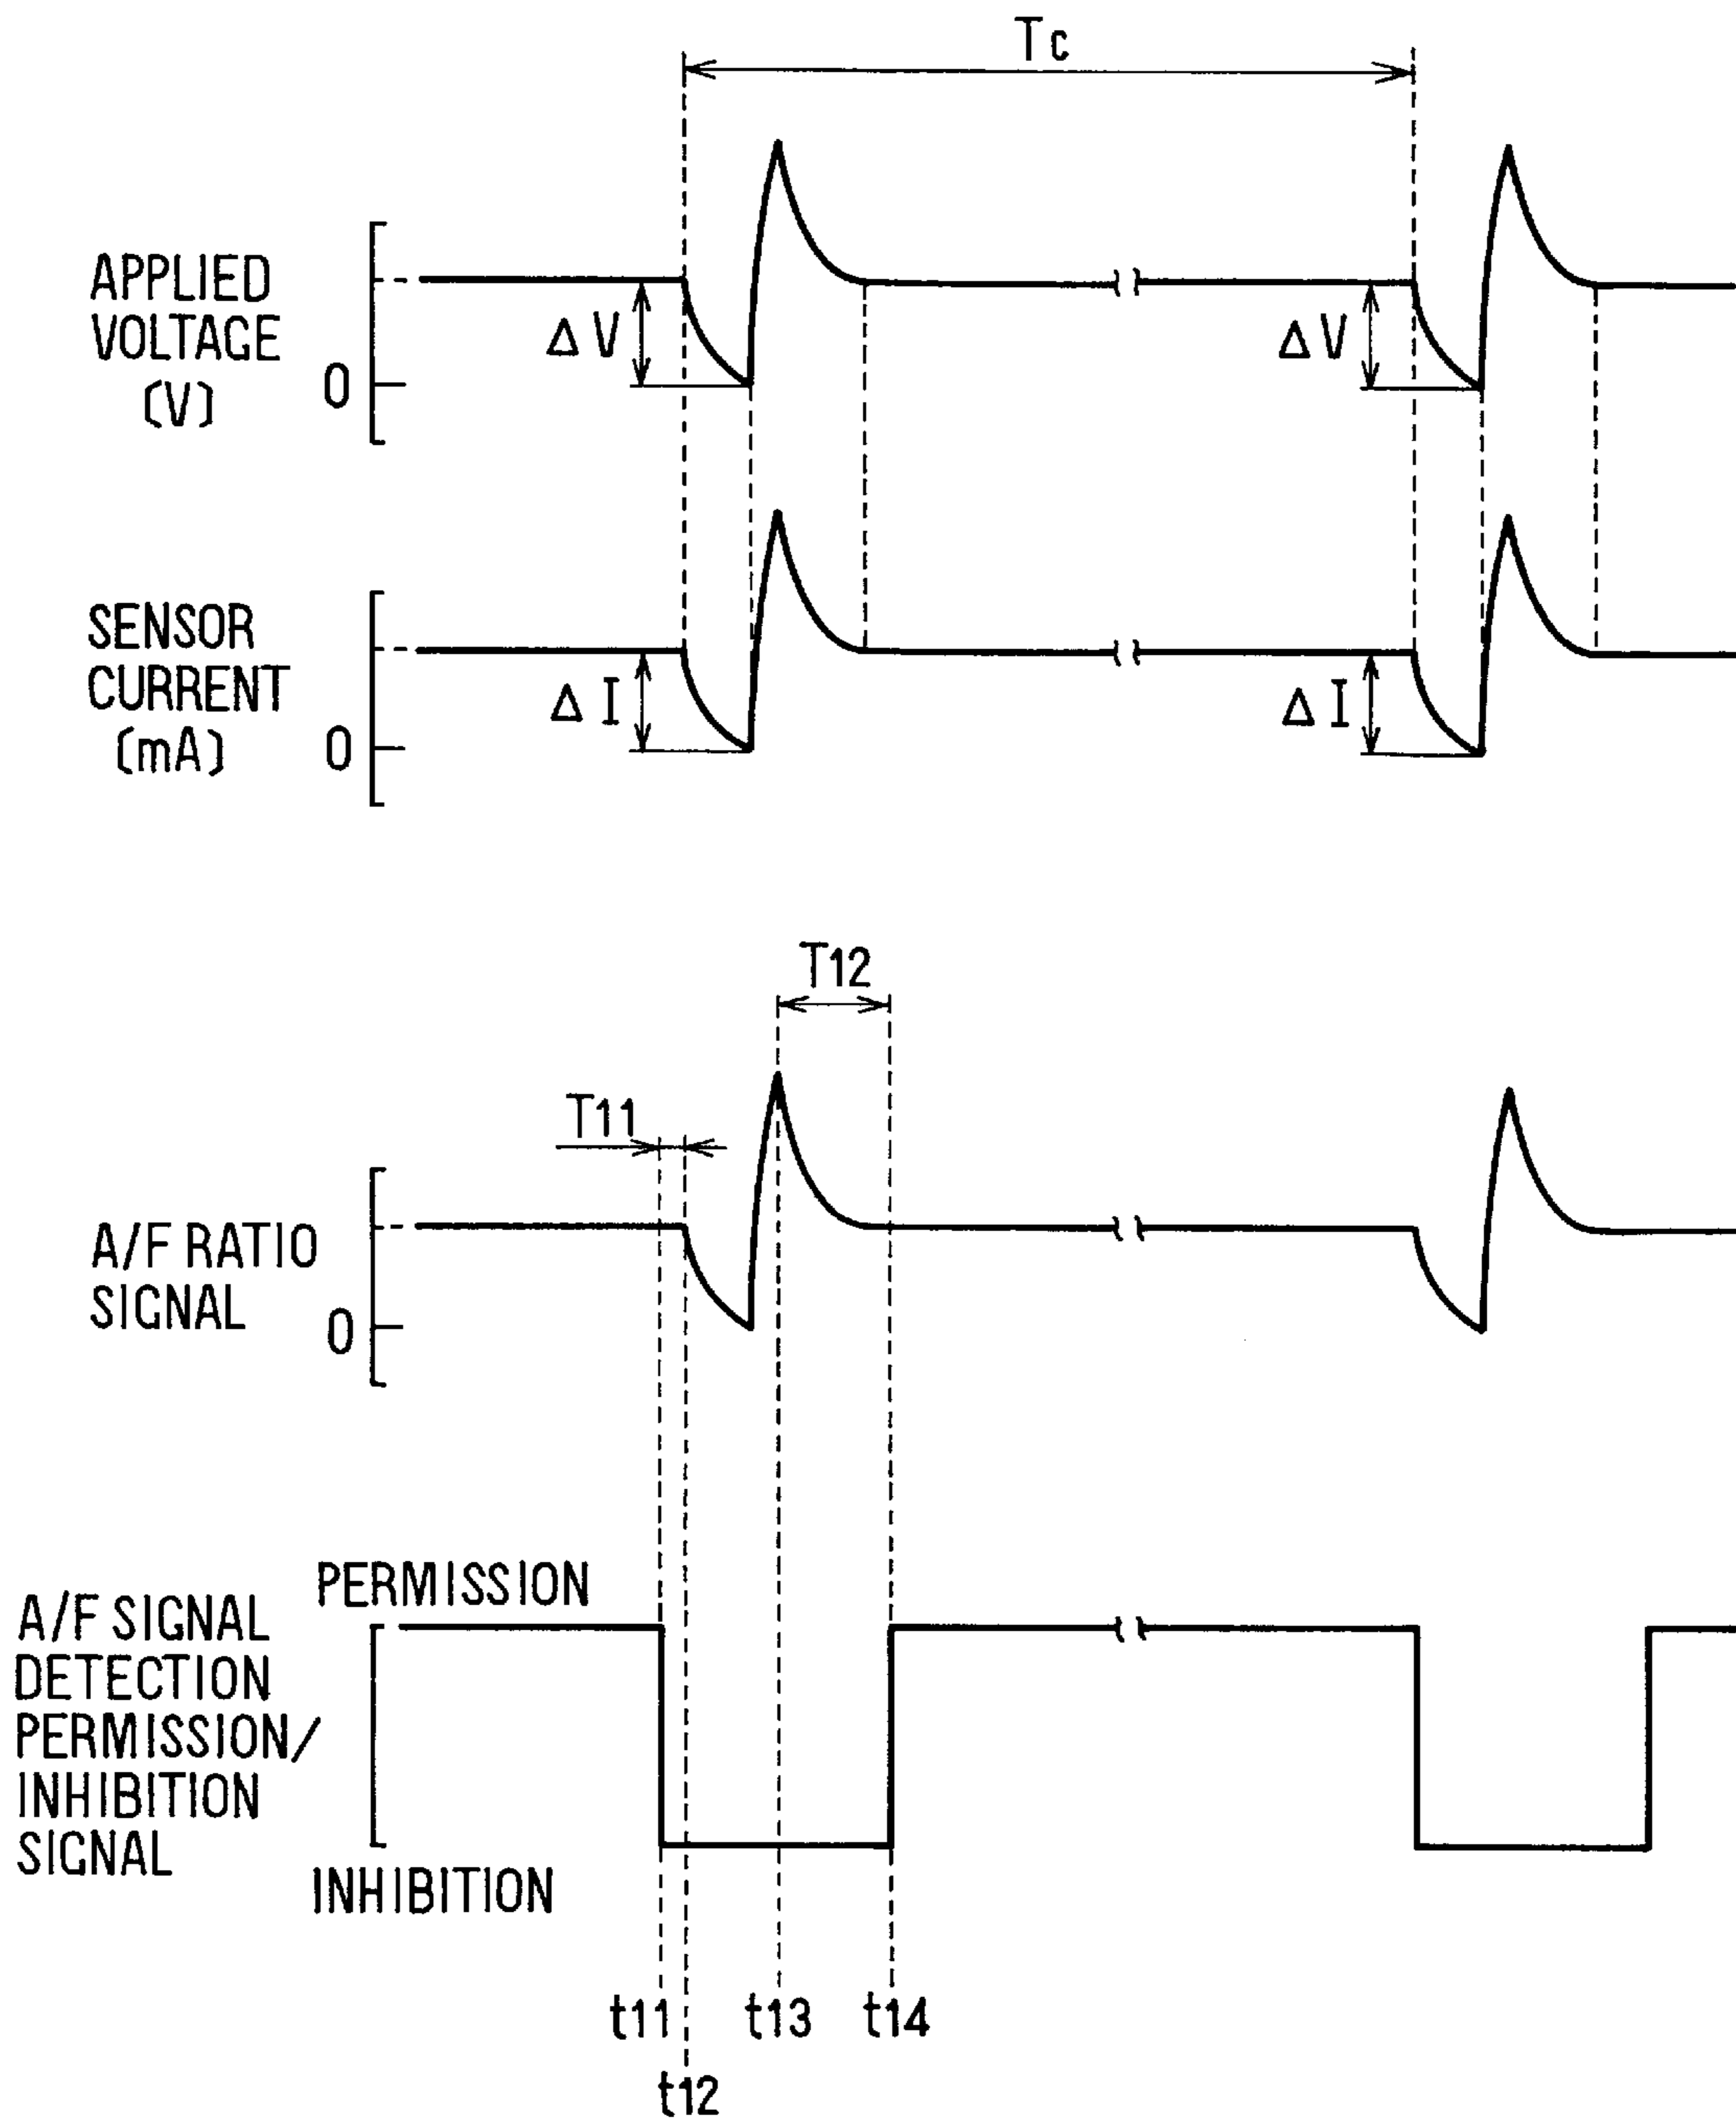 Tc
APPLIED
VOLTAGE
(V)
0
ΔV
ΔV
SENSOR
CURRENT
(mA)
0
ΔI
ΔI
T12
T11
A/F RATIO
SIGNAL
0
PERMISSION
A/F SIGNAL
DETECTION
PERMISSION/
INHIBITION
SIGNAL
INHIBITION
t11
t13
t14
t12